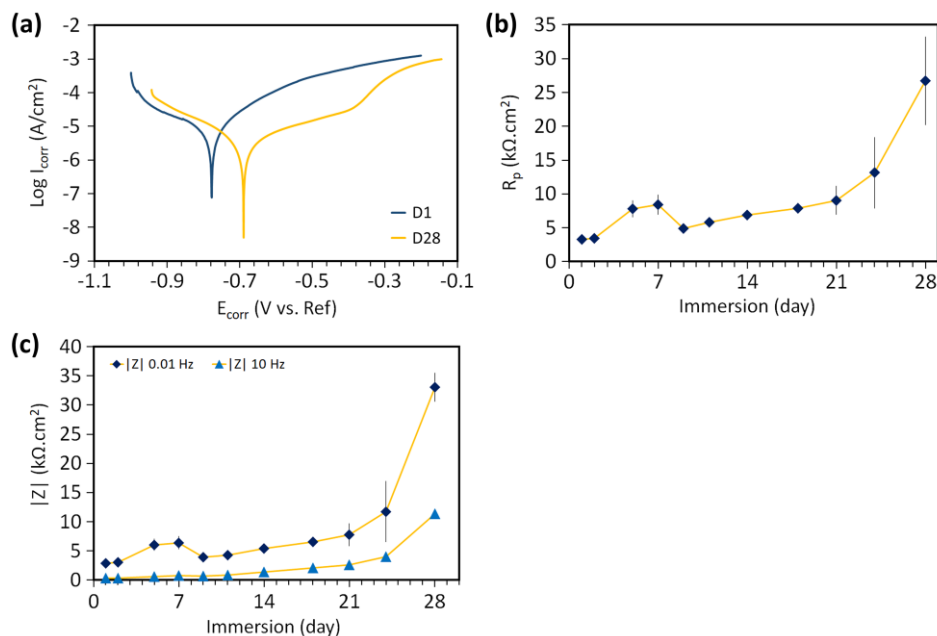 (a)
-2
-3
-4
-5
-6
-7
-8
-9
Log I_corr (A/cm²)
D1
D28
-1.1 -0.9 -0.7 -0.5 -0.3 -0.1
E_corr (V vs. Ref)
(b)
35
30
25
20
15
10
5
0
R_p (kΩ.cm²)
0 7 14 21 28
Immersion (day)
(c)
40
35
30
25
20
15
10
5
0
|Z| (kΩ.cm²)
|Z| 0.01 Hz |Z| 10 Hz
0 7 14 21 28
Immersion (day)